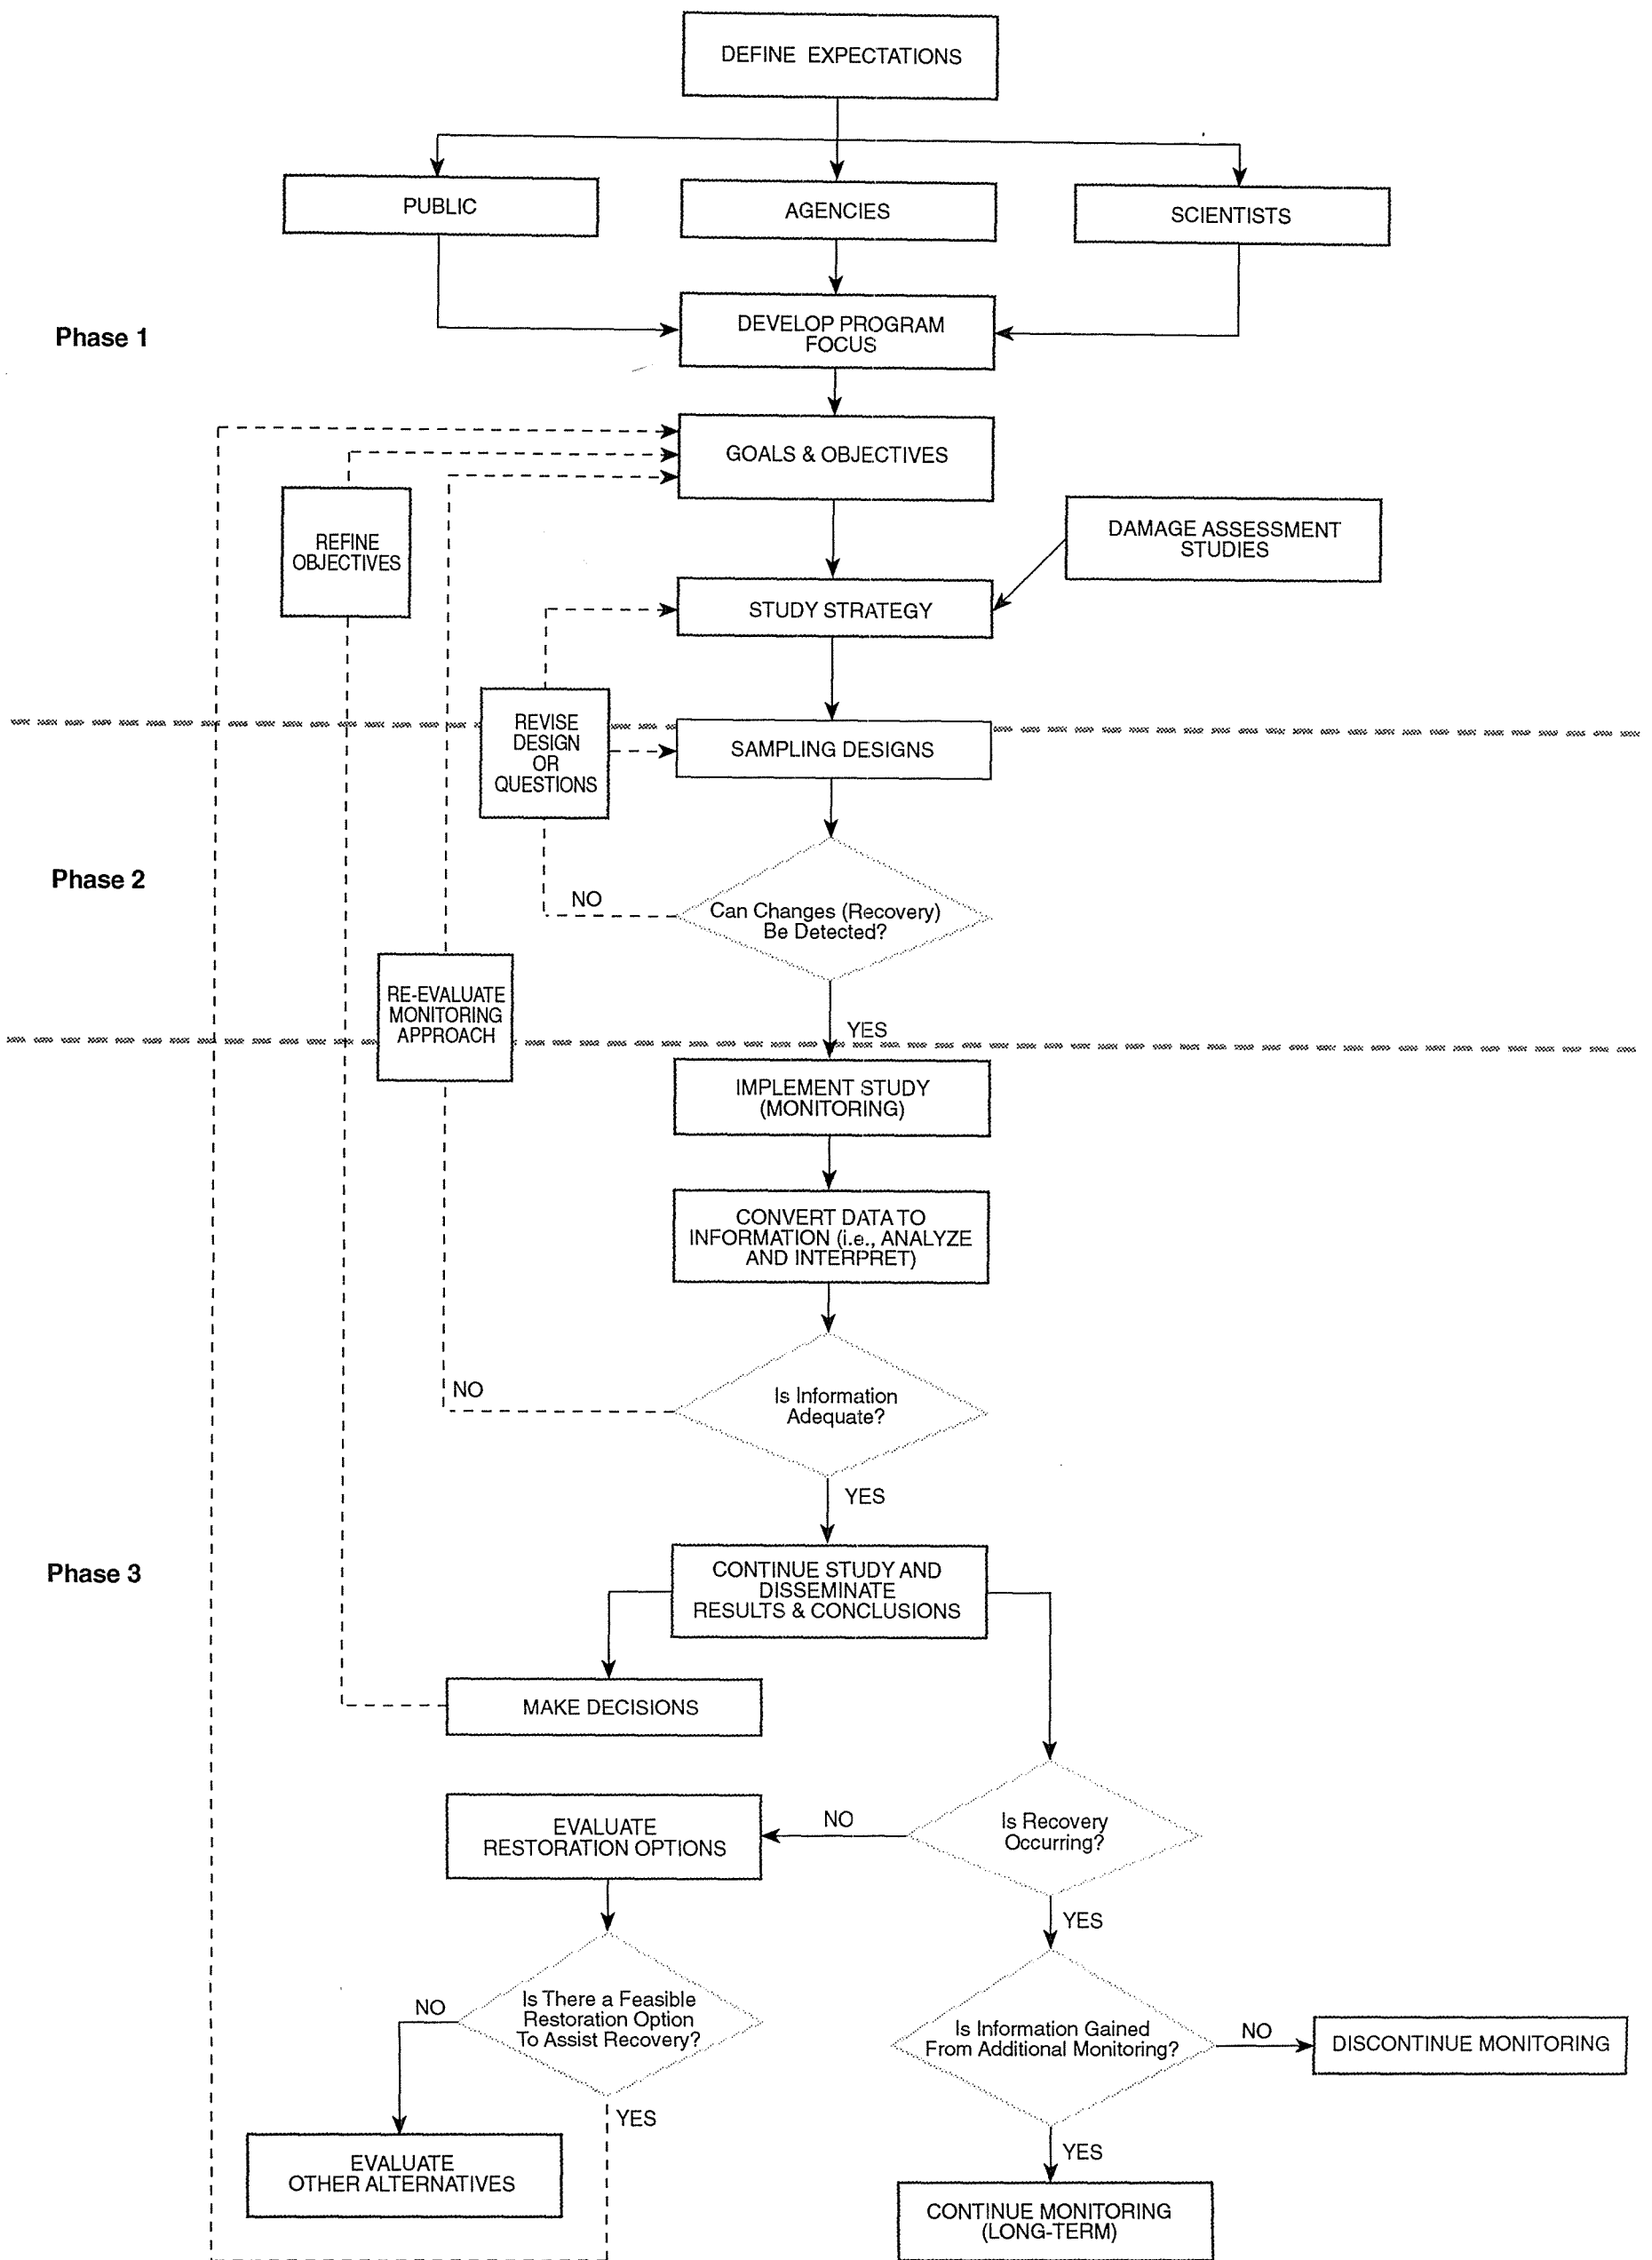 DEFINE EXPECTATIONS
PUBLIC
AGENCIES
SCIENTISTS
Phase 1
DEVELOP PROGRAM
FOCUS
GOALS & OBJECTIVES
REFINE
OBJECTIVES
DAMAGE ASSESSMENT
STUDIES
STUDY STRATEGY
REVISE
DESIGN
OR
QUESTIONS
SAMPLING DESIGNS
Phase 2
NO
Can Changes (Recovery)
Be Detected?
RE-EVALUATE
MONITORING
APPROACH
YES
IMPLEMENT STUDY
(MONITORING)
CONVERT DATA TO
INFORMATION (i.e., ANALYZE
AND INTERPRET)
NO
Is Information
Adequate?
YES
Phase 3
CONTINUE STUDY AND
DISSEMINATE
RESULTS & CONCLUSIONS
MAKE DECISIONS
EVALUATE
RESTORATION OPTIONS
NO
Is Recovery
Occurring?
YES
NO
Is There a Feasible
Restoration Option
To Assist Recovery?
Is Information Gained
From Additional Monitoring?
NO
DISCONTINUE MONITORING
YES
YES
EVALUATE
OTHER ALTERNATIVES
CONTINUE MONITORING
(LONG-TERM)